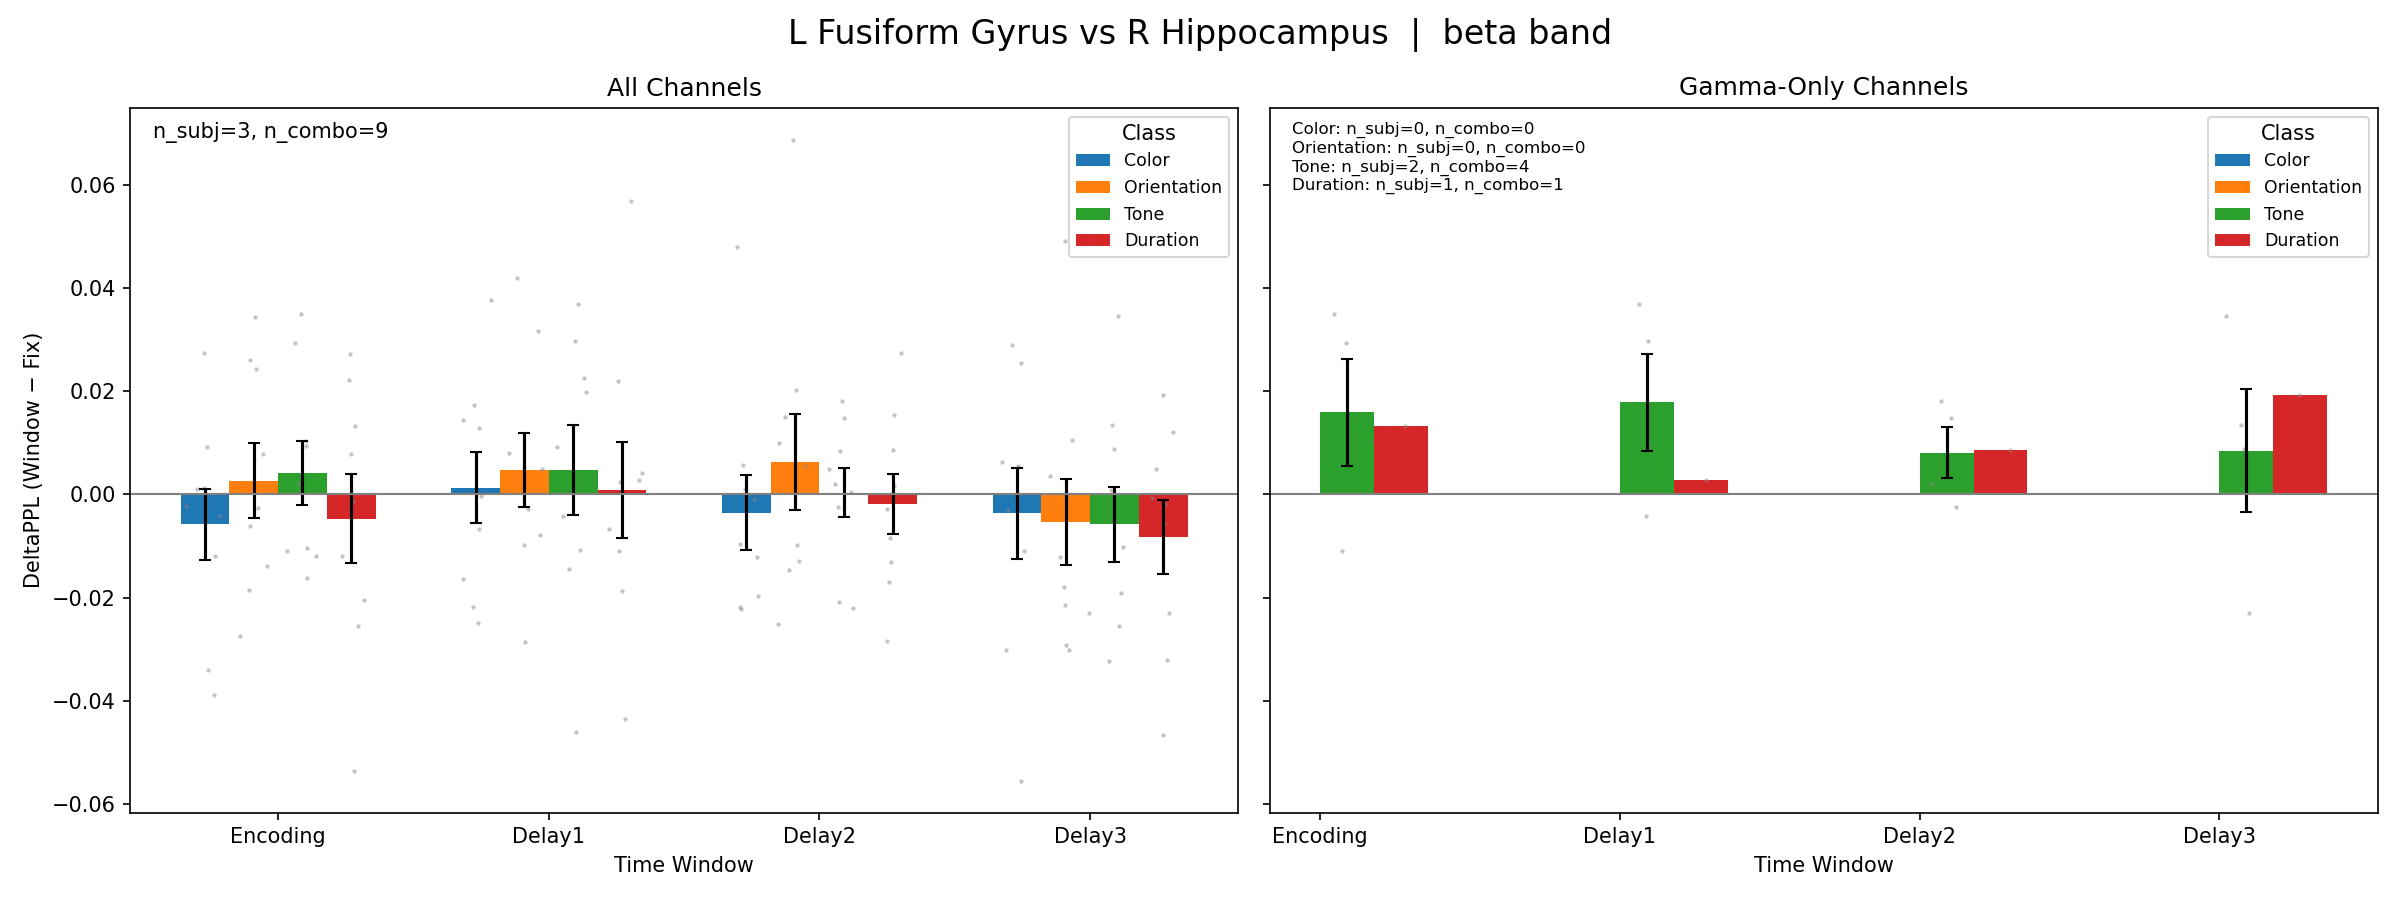 L Fusiform Gyrus vs R Hippocampus | beta band
All Channels
n_subj=3, n_combo=9
Class
Color
Orientation
Tone
Duration
DeltaPPL (Window − Fix)
0.06
0.04
0.02
0.00
−0.02
−0.04
−0.06
Encoding
Delay1
Delay2
Delay3
Time Window
Gamma-Only Channels
Color: n_subj=0, n_combo=0
Orientation: n_subj=0, n_combo=0
Tone: n_subj=2, n_combo=4
Duration: n_subj=1, n_combo=1
Class
Color
Orientation
Tone
Duration
Encoding
Delay1
Delay2
Delay3
Time Window